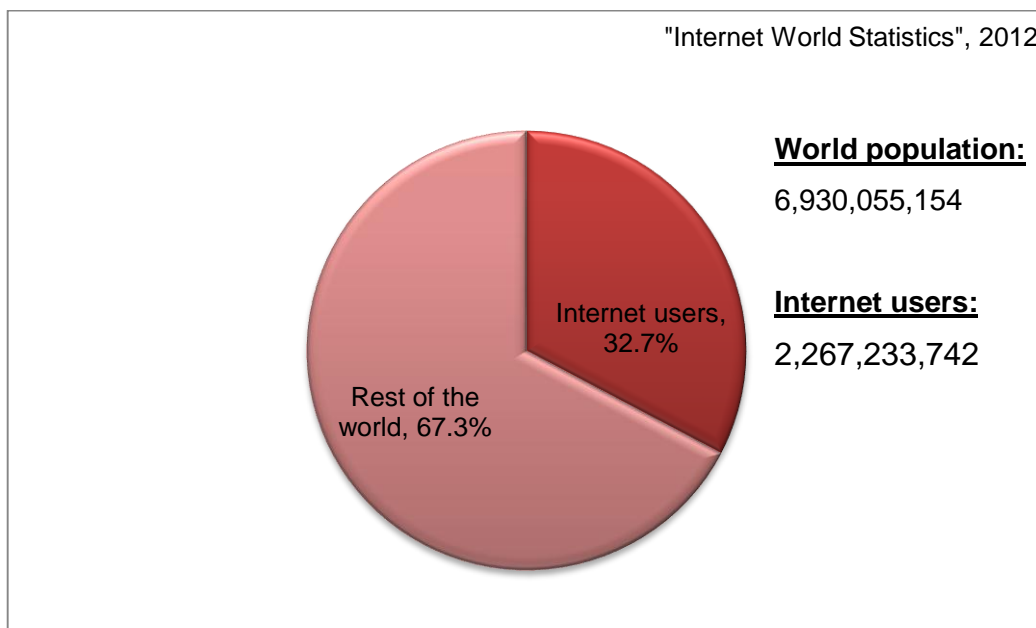 "Internet World Statistics", 2012
World population:
6,930,055,154
Internet users:
2,267,233,742
Internet users,
32.7%
Rest of the
world, 67.3%